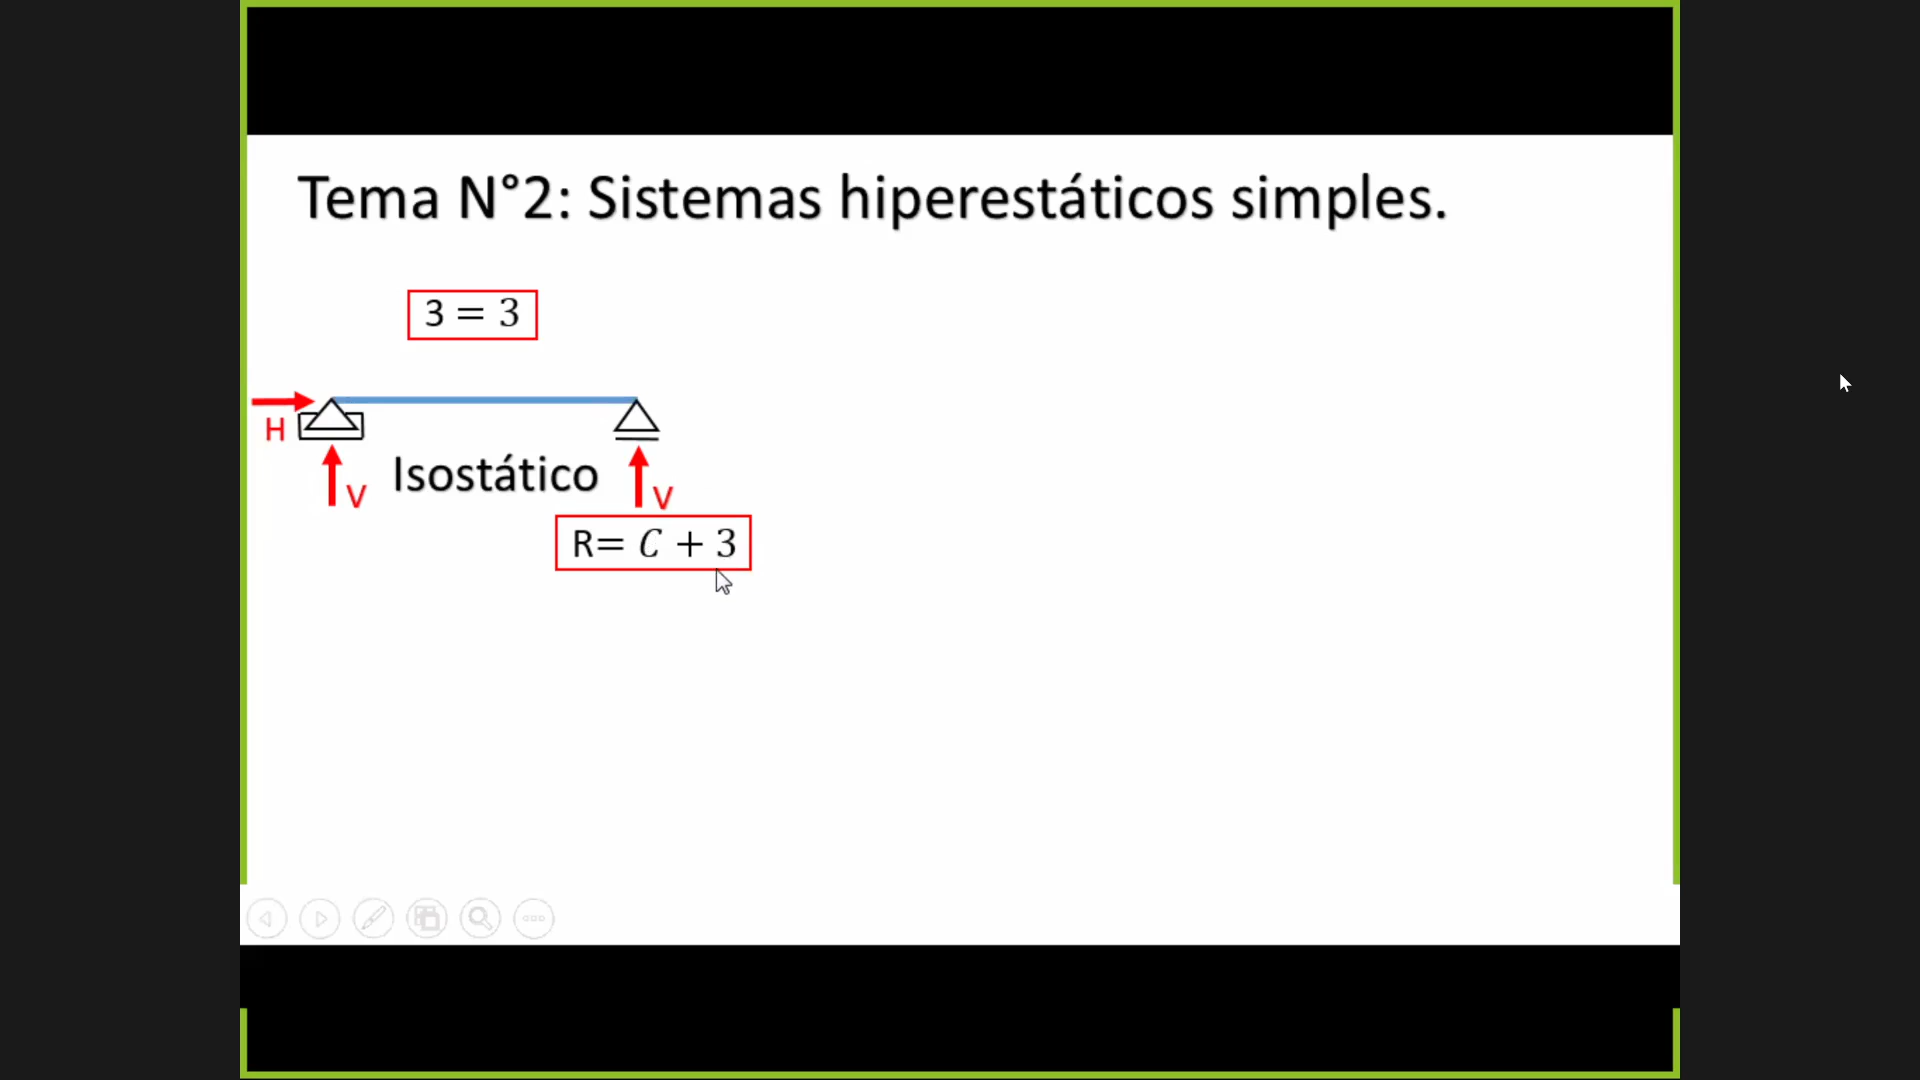 Tema N°2: Sistemas hiperestáticos simples.
3 = 3
H
V
Isostático
V
R= C + 3